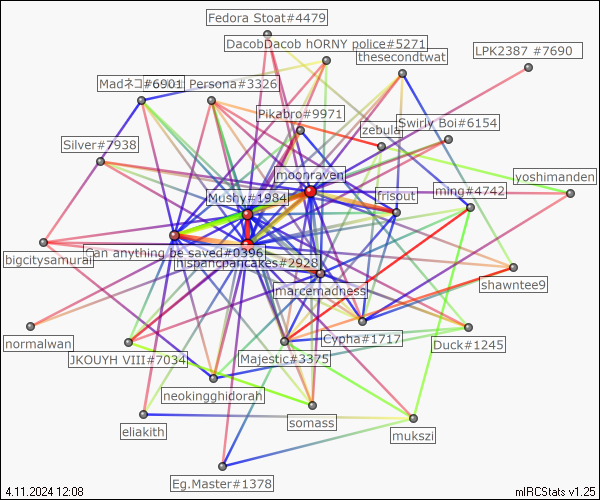 Fedora Stoat#4479
DacobDacob hORNY police#5271
thesecondtwat
LPK2387 #7690
Madネコ#6901
Persona#3326
Pikabro#9971
zebula
Swirly Boi#6154
Silver#7938
moonraven
yoshimanden
Mushy#1984
frisout
ming#4742
bigcitysamurai
can anything be saved#0396
hispancpancakes#2928
marcemadness
shawntee9
normalwan
JKOUYH VIII#7034
Majestic#3375
Cypha#1717
Duck#1245
neokingghidorah
somass
eliakith
mukszi
Eg.Master#1378
4.11.2024 12:08
mIRCStats v1.25